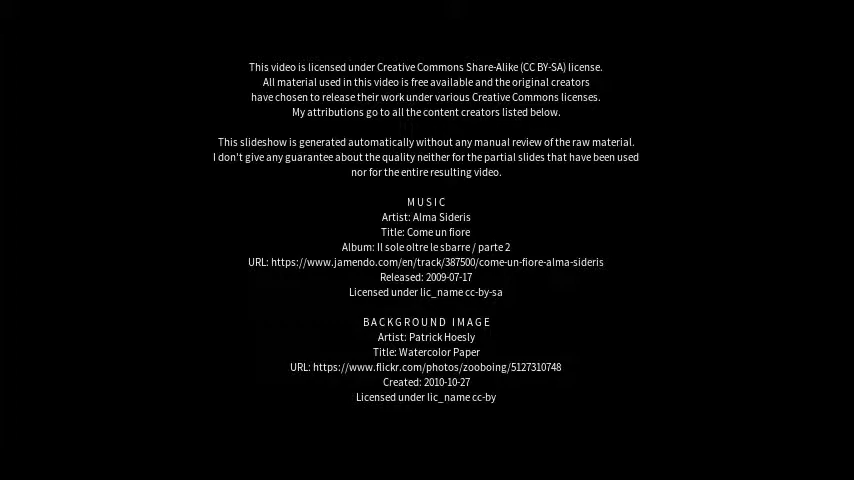 This video is licensed under Creative Commons Share-Alike (CC BY-SA) license.
All material used in this video is free available and the original creators
have chosen to release their work under various Creative Commons licenses.
My attributions go to all the content creators listed below.
This slideshow is generated automatically without any manual review of the raw material.
I don't give any guarantee about the quality neither for the partial slides that have been used
nor for the entire resulting video.
MUSIC
Artist: Alma Sideris
Title: Come un fiore
Album: Il sole oltre le sbarre / parte 2
URL: https://www.jamendo.com/en/track/387500/come-un-fiore-alma-sideris
Released: 2009-07-17
Licensed under lic_name cc-by-sa
BACKGROUND IMAGE
Artist: Patrick Hoesly
Title: Watercolor Paper
URL: https://www.flickr.com/photos/zooboing/5127310748
Created: 2010-10-27
Licensed under lic_name cc-by